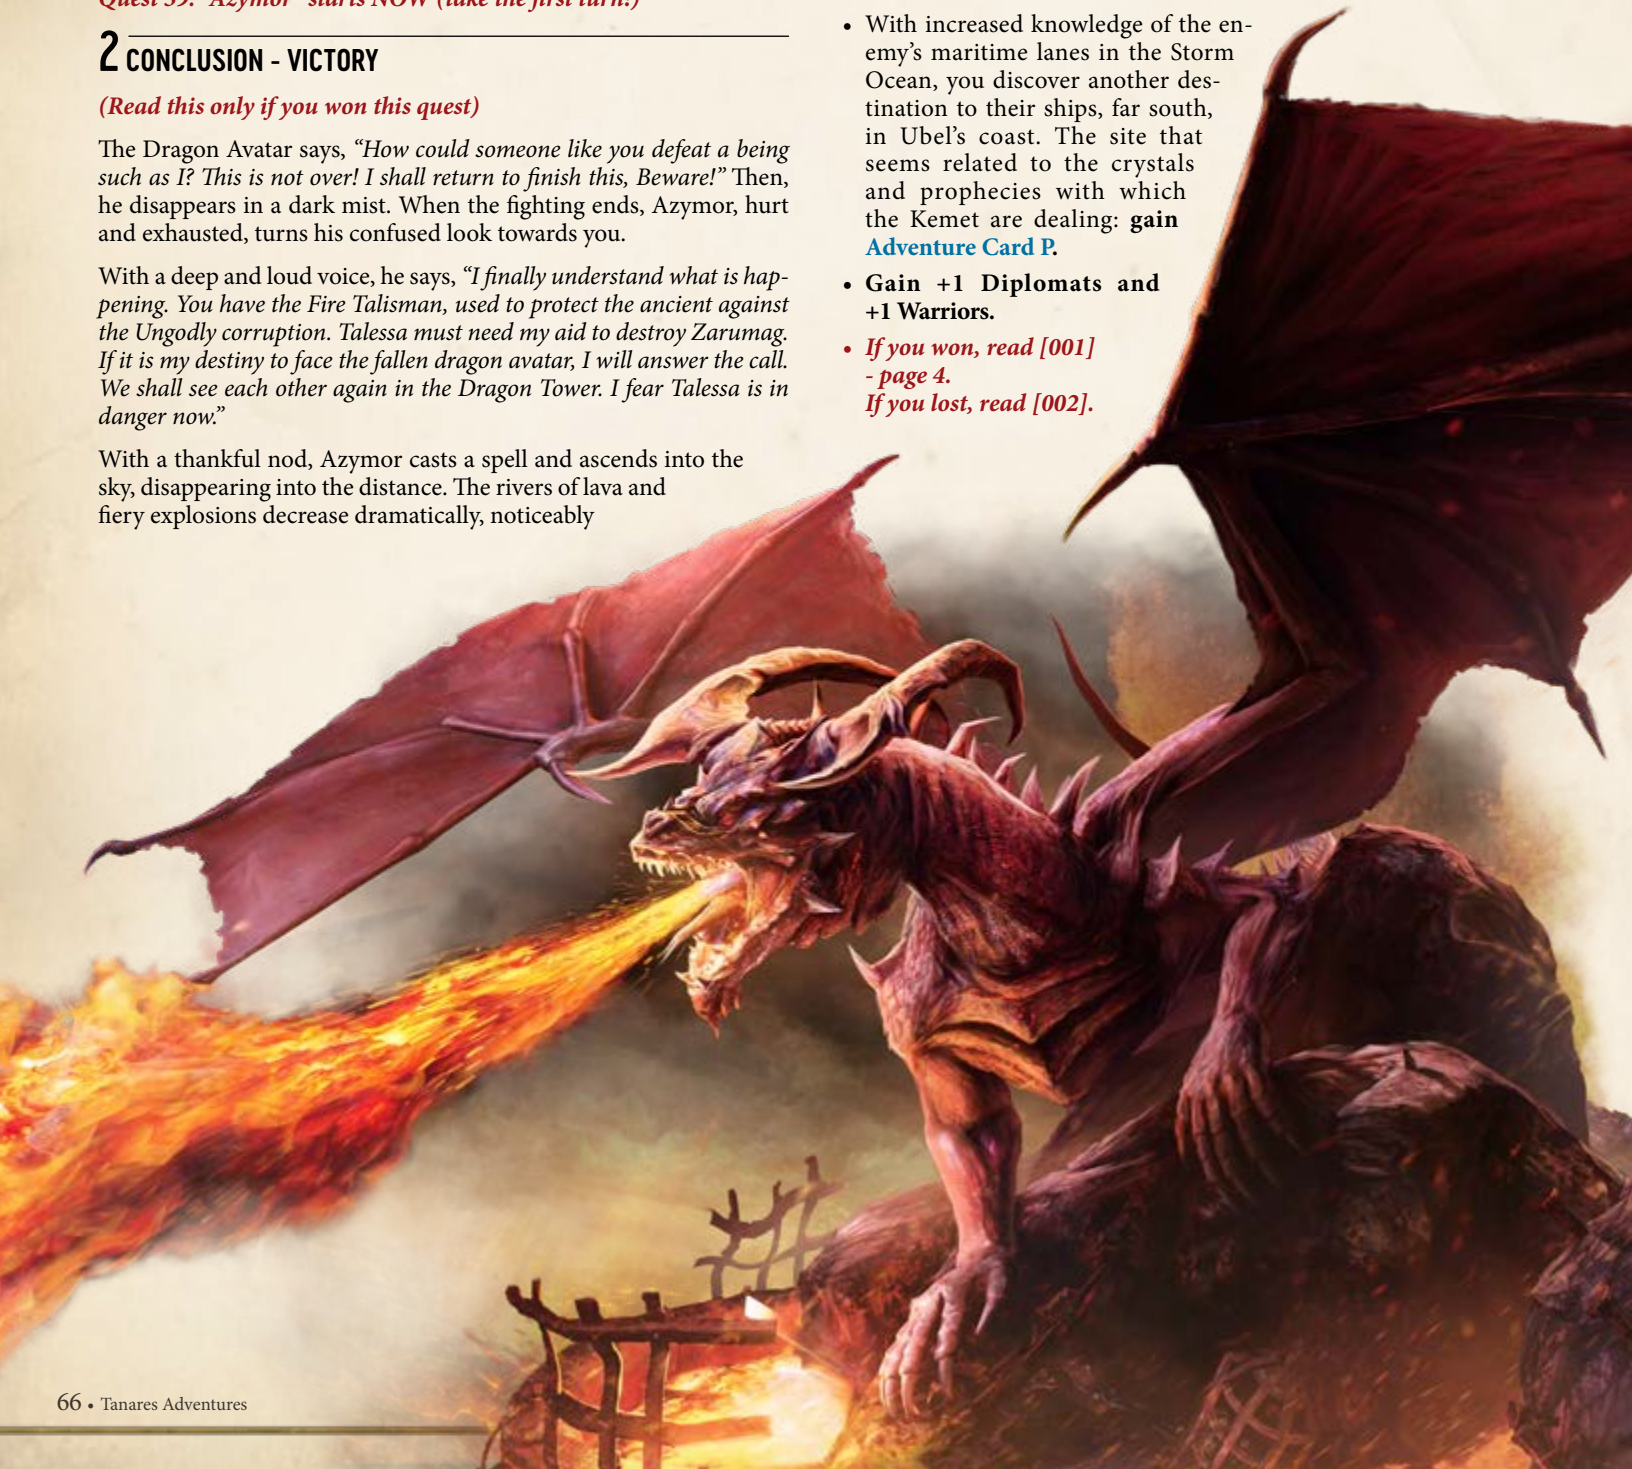 Quest 39: "Azymor" starts NOW (take the first turn!)
2 CONCLUSION - VICTORY
(Read this only if you won this quest)
The Dragon Avatar says, “How could someone like you defeat a being
such as I? This is not over! I shall return to finish this, Beware!” Then,
he disappears in a dark mist. When the fighting ends, Azymor, hurt
and exhausted, turns his confused look towards you.
With a deep and loud voice, he says, “I finally understand what is hap-
pening. You have the Fire Talisman, used to protect the ancient against
the Ungodly corruption. Talessa must need my aid to destroy Zarumag.
If it is my destiny to face the fallen dragon avatar, I will answer the call.
We shall see each other again in the Dragon Tower. I fear Talessa is in
danger now.”
With a thankful nod, Azymor casts a spell and ascends into the
sky, disappearing into the distance. The rivers of lava and
fiery explosions decrease dramatically, noticeably
• With increased knowledge of the en-
emy’s maritime lanes in the Storm
Ocean, you discover another des-
tination to their ships, far south,
in Ubel’s coast. The site that
seems related to the crystals
and prophecies with which
the Kemet are dealing: gain
Adventure Card P.
• Gain +1 Diplomats and
+1 Warriors.
• If you won, read [001]
- page 4.
If you lost, read [002].
66 • Tanares Adventures